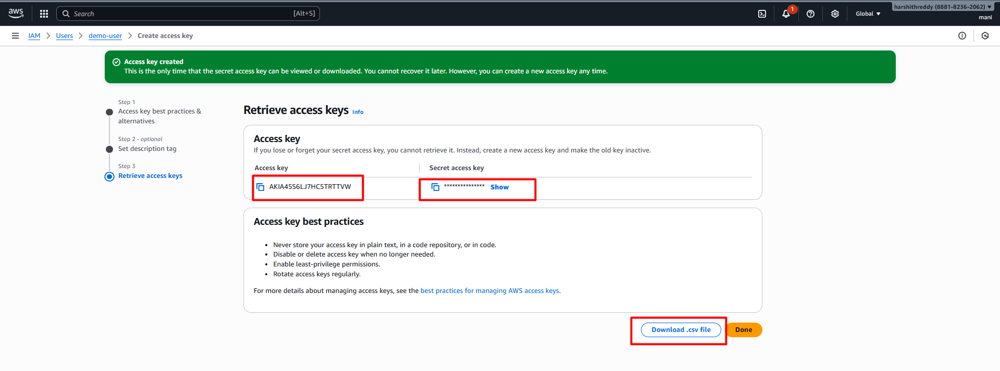 aws
Search
[Alt+S]
1
Global
harshithreddy (8881-8236-2062)
mani
IAM
Users
demo-user
Create access key
Access key created
This is the only time that the secret access key can be viewed or downloaded. You cannot recover it later. However, you can create a new access key any time.
Step 1
Access key best practices &
alternatives
Step 2 - optional
Set description tag
Step 3
Retrieve access keys
Retrieve access keys Info
Access key
If you lose or forget your secret access key, you cannot retrieve it. Instead, create a new access key and make the old key inactive.
Access key
Secret access key
AKIA45S6LJ7HC5TRTTVW
*************** Show
Access key best practices
• Never store your access key in plain text, in a code repository, or in code.
• Disable or delete access key when no longer needed.
• Enable least-privilege permissions.
• Rotate access keys regularly.
For more details about managing access keys, see the best practices for managing AWS access keys.
Download .csv file
Done